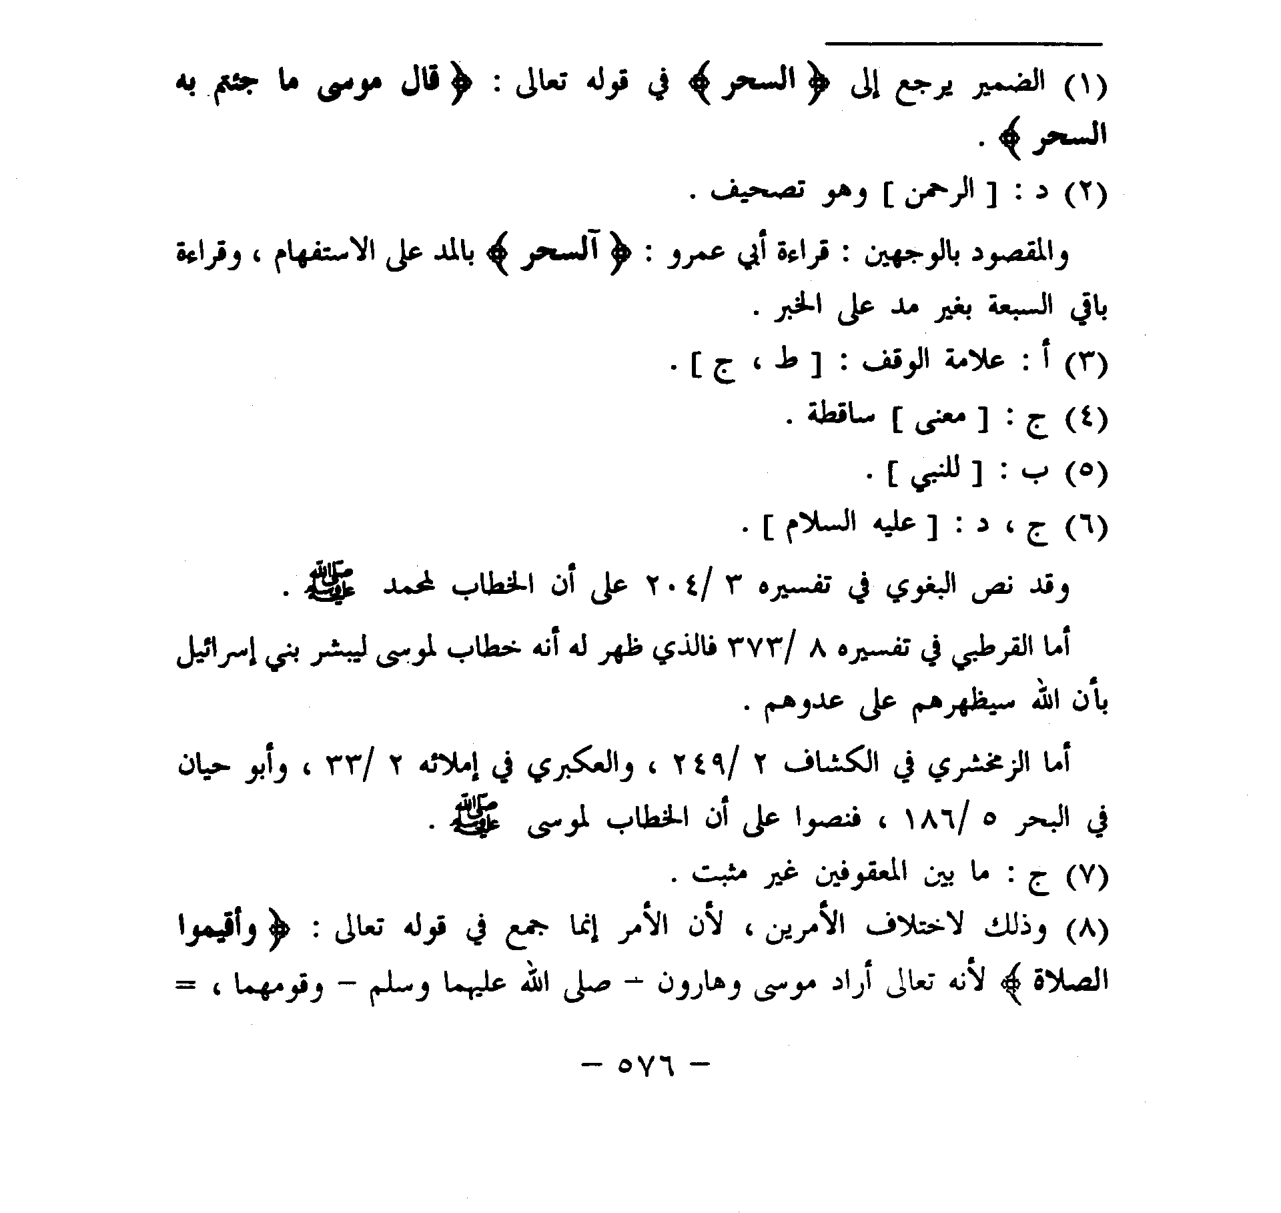 (١) الضمير يرجع إلى ﴿ السحر ﴾ في قوله تعالى : ﴿ قال موسى ما جئتم به
السحر ﴾ .
(٢) د : [ الرحمن ] وهو تصحيف .
والمقصود بالوجهين : قراءة أبي عمرو : ﴿ آلسحر ﴾ بالمد على الاستفهام ، وقراءة
باقي السبعة بغير مد على الخبر .
(٣) أ : علامة الوقف : [ ط ، ج ] .
(٤) ج : [ معنى ] ساقطة .
(٥) ب : [ للنبي ] .
(٦) ج ، د : [ عليه السلام ] .
وقد نص البغوي في تفسيره ٣ /٢٠٤ على أن الخطاب لمحمد ﷺ .
أما القرطبي في تفسيره ٨ /٣٧٣ فالذي ظهر له أنه خطاب لموسى ليبشر بني إسرائيل
بأن الله سيظهرهم على عدوهم .
أما الزمخشري في الكشاف ٢ /٢٤٩ ، والعكبري في إملائه ٢ /٣٣ ، وأبو حيان
في البحر ٥ /١٨٦ ، فنصوا على أن الخطاب لموسى ﷺ .
(٧) ج : ما بين المعقوفين غير مثبت .
(٨) وذلك لاختلاف الأمرين ، لأن الأمر إنما جمع في قوله تعالى : ﴿ وأقيموا
الصلاة ﴾ لأنه تعالى أراد موسى وهارون – صلى الله عليهما وسلم – وقومهما ، =
– ٥٧٦ –